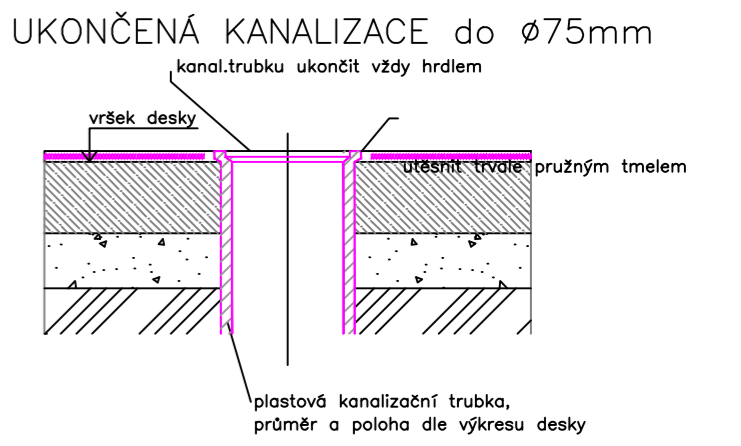 UKONČENÁ KANALIZACE do ø75mm
kanal.trubku ukončit vždy hrdlem
vršek desky
utěsnit trvale pružným tmelem
plastová kanalizační trubka,
průměr a poloha dle výkresu desky